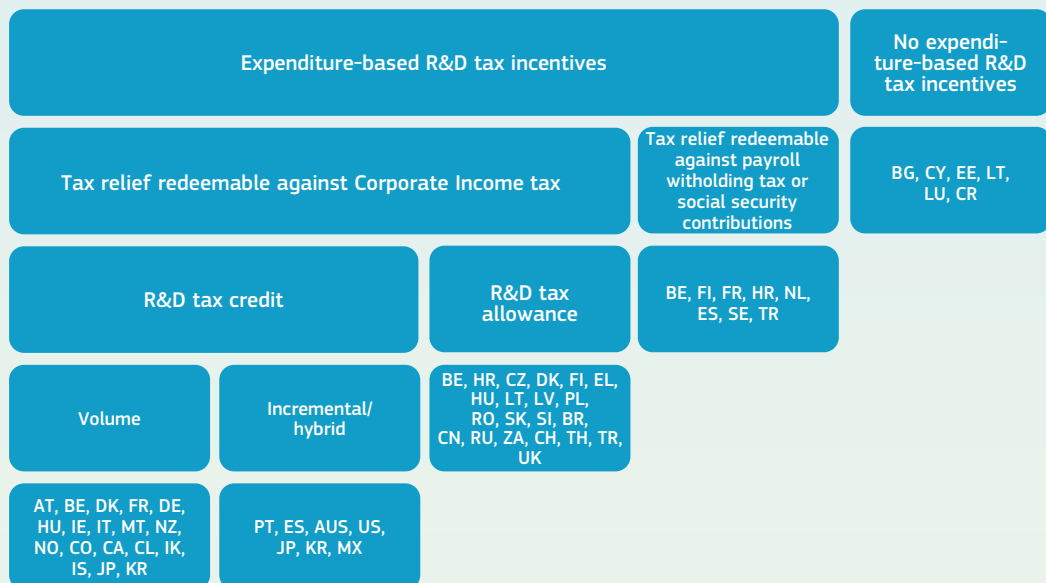 Expenditure-based R&D tax incentives
No expendi-
ture-based R&D
tax incentives
Tax relief redeemable against Corporate Income tax
Tax relief redeemable
against payroll
witholding tax or
social security
contributions
BG, CY, EE, LT,
LU, CR
R&D tax credit
R&D tax
allowance
BE, FI, FR, HR, NL,
ES, SE, TR
Volume
Incremental/
hybrid
BE, HR, CZ, DK, FI, EL,
HU, LT, LV, PL,
RO, SK, SI, BR,
CN, RU, ZA, CH, TH, TR,
UK
AT, BE, DK, FR, DE,
HU, IE, IT, MT, NZ,
NO, CO, CA, CL, IK,
IS, JP, KR
PT, ES, AUS, US,
JP, KR, MX